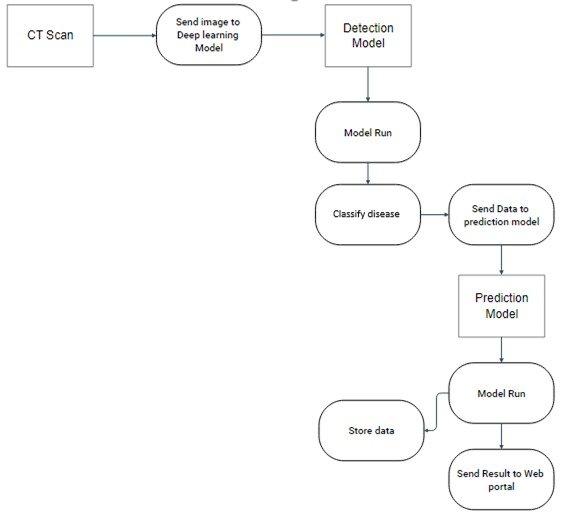 CT Scan
Send image to
Deep learning
Model
Detection
Model
Model Run
Classify disease
Send Data to
prediction model
Prediction
Model
Model Run
Store data
Send Result to Web
portal